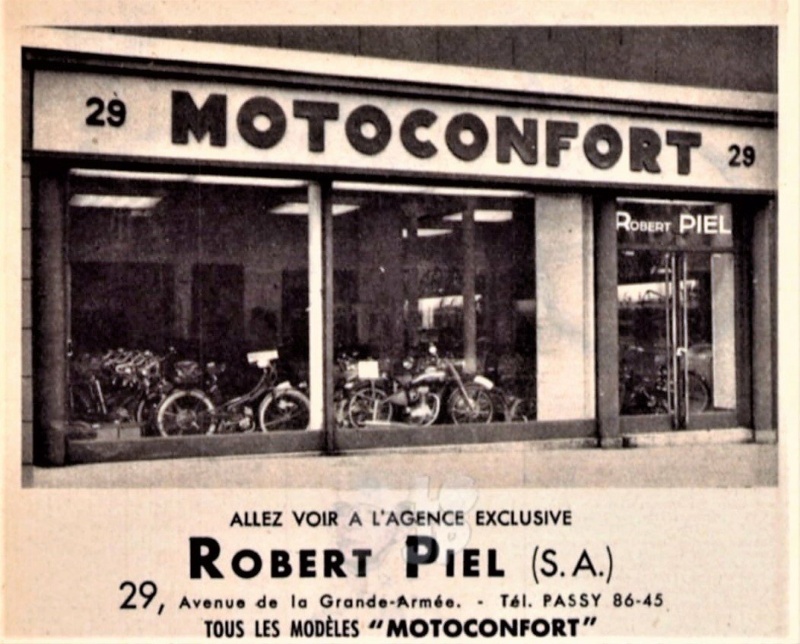 29 MOTOCONFORT 29
ROBERT PIEL
ALLEZ VOIR A L'AGENCE EXCLUSIVE
ROBERT PIEL (S.A.)
29, Avenue de la Grande-Armée. - Tél. PASSY 86-45
TOUS LES MODÈLES "MOTOCONFORT"